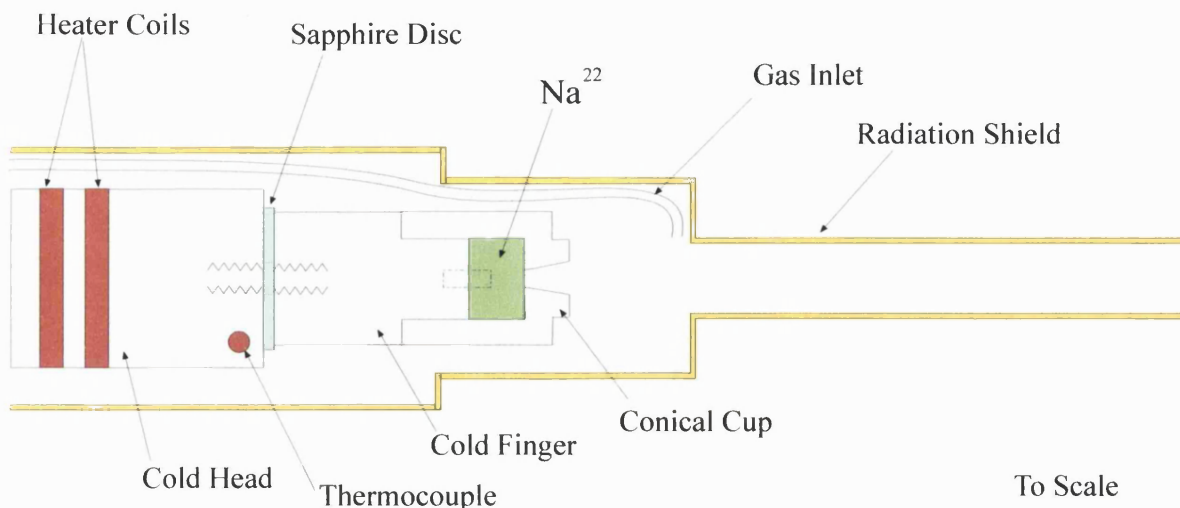 Heater Coils
Sapphire Disc
Na²²
Gas Inlet
Radiation Shield
Conical Cup
Cold Finger
Cold Head
Thermocouple
To Scale